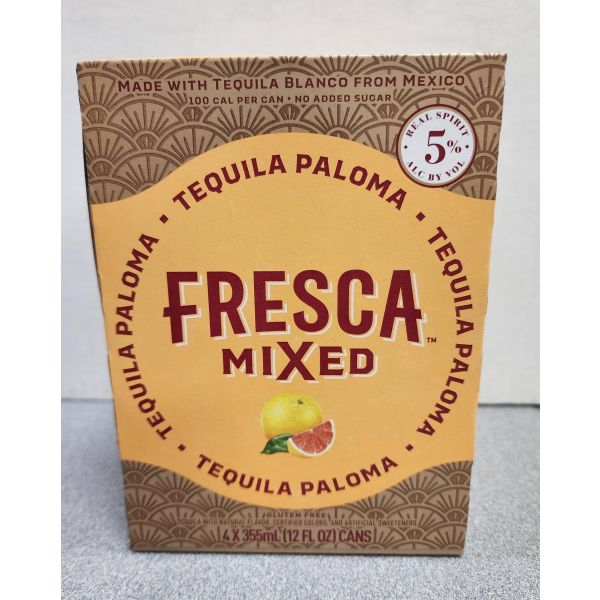 MADE WITH TEQUILA BLANCO FROM MEXICO
100 CAL PER CAN • NO ADDED SUGAR
REAL SPIRIT
5%
ALC BY VOL
TEQUILA PALOMA • TEQUILA PALOMA • TEQUILA PALOMA • TEQUILA PALOMA •
FRESCA™
MIXED
GLUTEN FREE
TEQUILA WITH NATURAL FLAVOR, CERTIFIED COLORS, AND ARTIFICIAL SWEETENERS
4 X 355mL (12 FL OZ) CANS